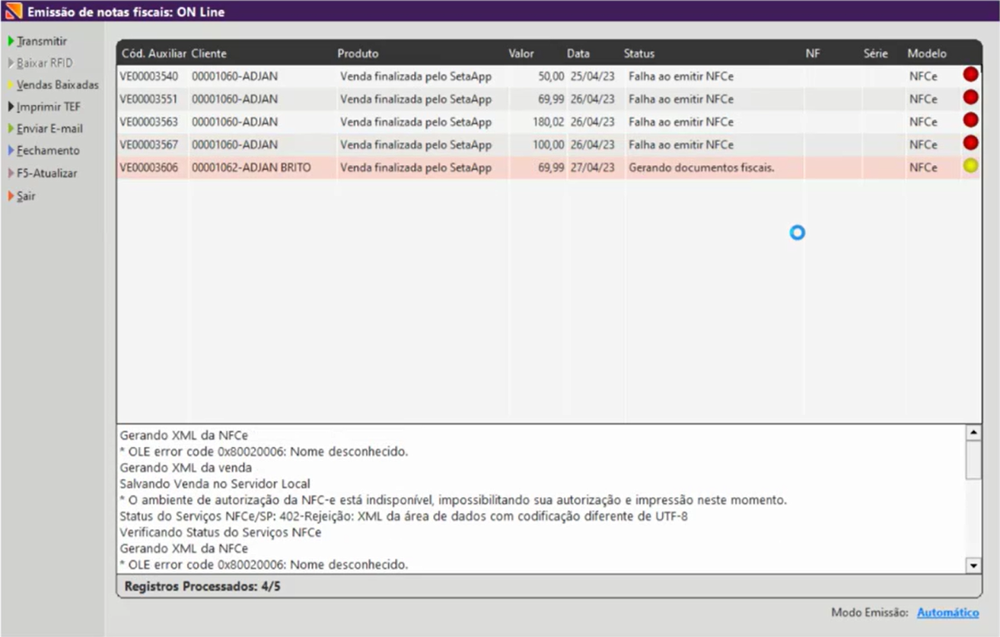 Emissão de notas fiscais: ON Line
Transmitir
Baixar RFID
Vendas Baixadas
Imprimir TEF
Enviar E-mail
Fechamento
F5-Atualizar
Sair
Cód. Auxiliar Cliente Produto Valor Data Status NF Série Modelo
VE00003540 00001060-ADJAN Venda finalizada pelo SetaApp 50,00 25/04/23 Falha ao emitir NFCe NFCe
VE00003551 00001060-ADJAN Venda finalizada pelo SetaApp 69,99 26/04/23 Falha ao emitir NFCe NFCe
VE00003563 00001060-ADJAN Venda finalizada pelo SetaApp 180,02 26/04/23 Falha ao emitir NFCe NFCe
VE00003567 00001060-ADJAN Venda finalizada pelo SetaApp 100,00 26/04/23 Falha ao emitir NFCe NFCe
VE00003606 00001062-ADJAN BRITO Venda finalizada pelo SetaApp 69,99 27/04/23 Gerando documentos fiscais. NFCe
Gerando XML da NFCe
* OLE error code 0x80020006: Nome desconhecido.
Gerando XML da venda
Salvando Venda no Servidor Local
* O ambiente de autorização da NFC-e está indisponível, impossibilitando sua autorização e impressão neste momento.
Status do Serviços NFCe/SP: 402-Rejeição: XML da área de dados com codificação diferente de UTF-8
Verificando Status do Serviços NFCe
Gerando XML da NFCe
* OLE error code 0x80020006: Nome desconhecido.
Registros Processados: 4/5
Modo Emissão: Automático